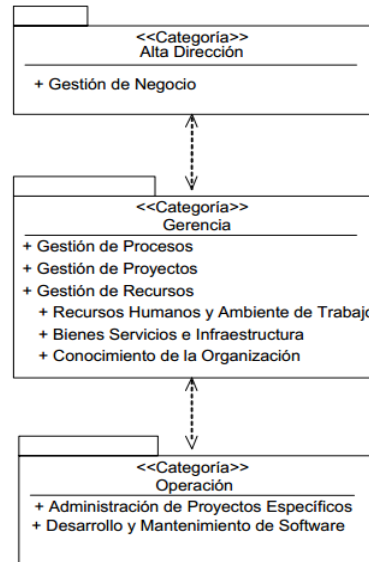 <<Categoría>>
Alta Dirección
+ Gestión de Negocio
<<Categoría>>
Gerencia
+ Gestión de Procesos
+ Gestión de Proyectos
+ Gestión de Recursos
+ Recursos Humanos y Ambiente de Trabajo
+ Bienes Servicios e Infraestructura
+ Conocimiento de la Organización
<<Categoría>>
Operación
+ Administración de Proyectos Específicos
+ Desarrollo y Mantenimiento de Software